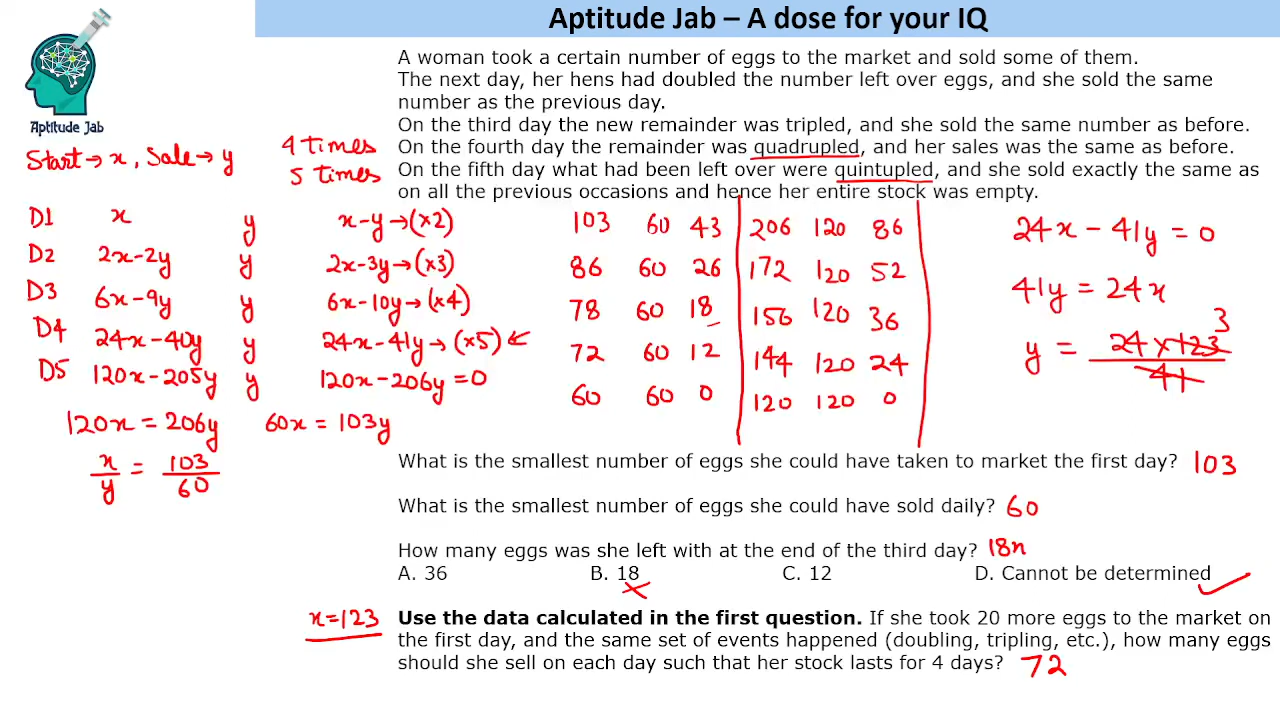 Aptitude Jab – A dose for your IQ
Aptitude Jab
A woman took a certain number of eggs to the market and sold some of them.
The next day, her hens had doubled the number left over eggs, and she sold the same
number as the previous day.
On the third day the new remainder was tripled, and she sold the same number as before.
On the fourth day the remainder was quadrupled, and her sales was the same as before.
On the fifth day what had been left over were quintupled, and she sold exactly the same as
on all the previous occasions and hence her entire stock was empty.
Start → x, Sale → y
4 times
5 times
D1 x y x-y → (x2)
D2 2x-2y y 2x-3y → (x3)
D3 6x-9y y 6x-10y → (x4)
D4 24x-40y y 24x-41y → (x5) ←
D5 120x-205y y 120x-206y = 0
120x = 206y 60x = 103y
x/y = 103/60
103 60 43 206 120 86
86 60 26 172 120 52
78 60 18 156 120 36
72 60 12 144 120 24
60 60 0 120 120 0
24x - 41y = 0
41y = 24x
3
y = 24 x 123 / 41
What is the smallest number of eggs she could have taken to market the first day? 103
What is the smallest number of eggs she could have sold daily? 60
How many eggs was she left with at the end of the third day? 18n
A. 36 B. 18 C. 12 D. Cannot be determined
x=123
Use the data calculated in the first question. If she took 20 more eggs to the market on
the first day, and the same set of events happened (doubling, tripling, etc.), how many eggs
should she sell on each day such that her stock lasts for 4 days? 72